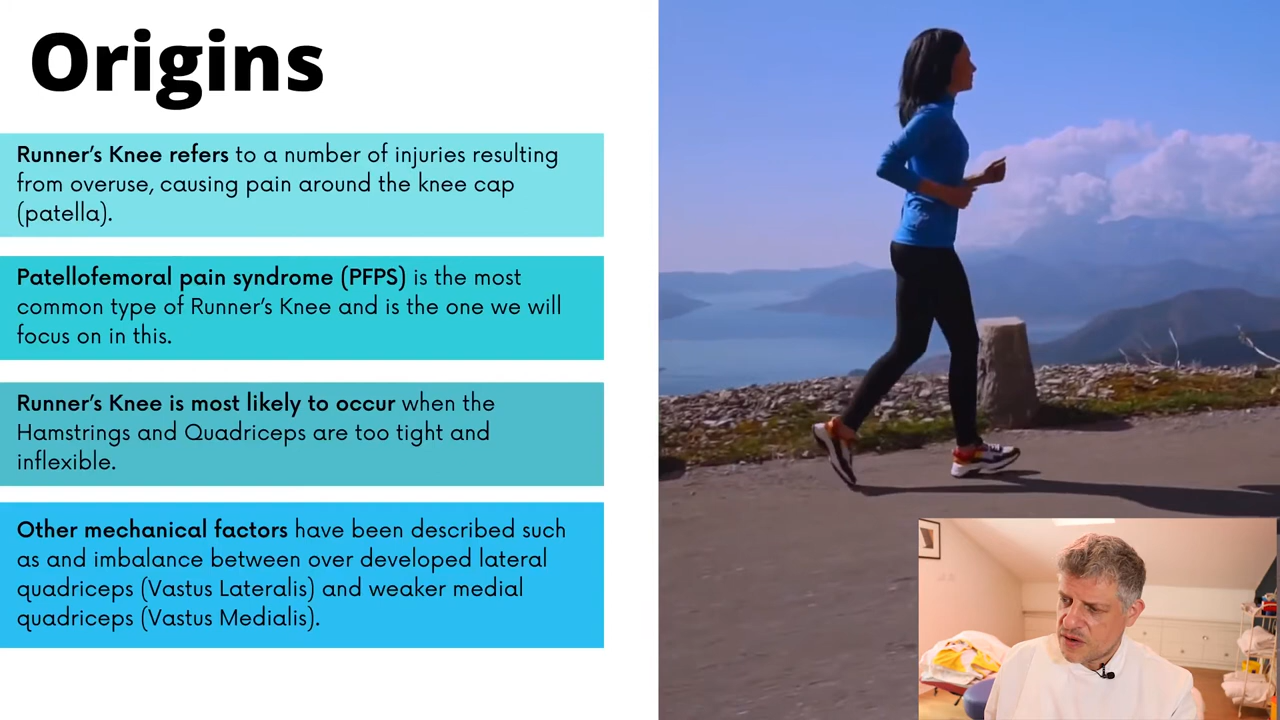 Origins
Runner's Knee refers to a number of injuries resulting
from overuse, causing pain around the knee cap
(patella).
Patellofemoral pain syndrome (PFPS) is the most
common type of Runner's Knee and is the one we will
focus on in this.
Runner's Knee is most likely to occur when the
Hamstrings and Quadriceps are too tight and
inflexible.
Other mechanical factors have been described such
as and imbalance between over developed lateral
quadriceps (Vastus Lateralis) and weaker medial
quadriceps (Vastus Medialis).